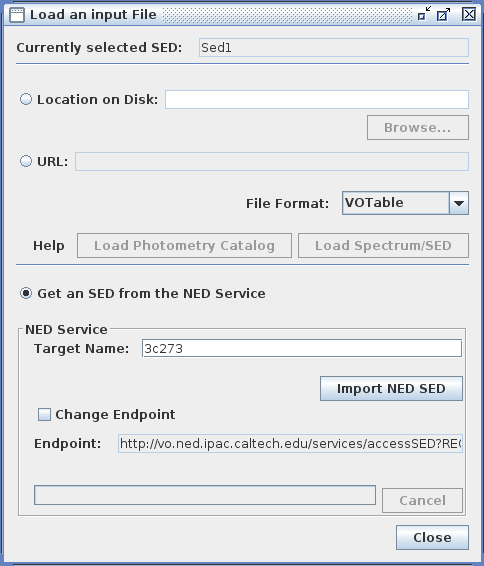 Load an input File
Currently selected SED: Sed1
Location on Disk:
Browse...
URL:
File Format: VOTable
Help Load Photometry Catalog Load Spectrum/SED
Get an SED from the NED Service
NED Service
Target Name: 3c273
Import NED SED
Change Endpoint
Endpoint: http://vo.ned.ipac.caltech.edu/services/accessSED?REC
Cancel
Close